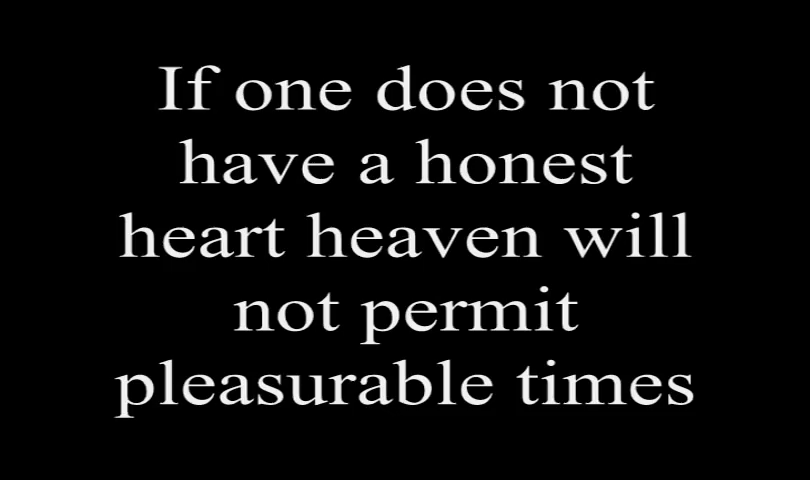 If one does not
have a honest
heart heaven will
not permit
pleasurable times